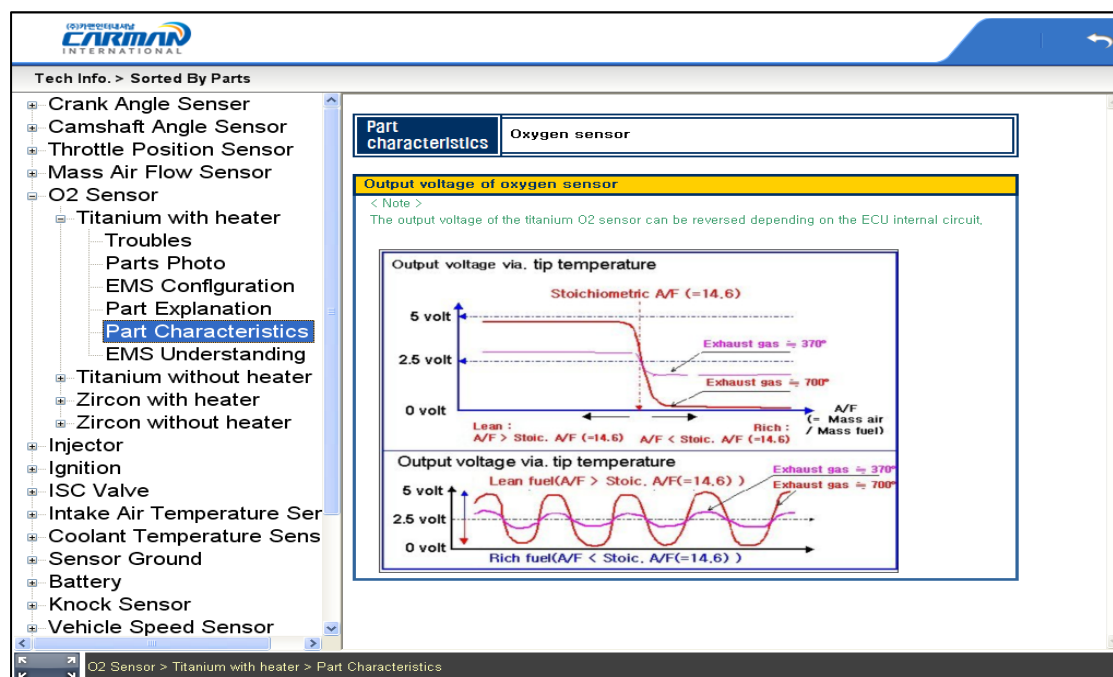 (주)카맨인터내셔날
CARMAN
INTERNATIONAL
Tech Info. > Sorted By Parts
Crank Angle Senser
Camshaft Angle Sensor
Throttle Position Sensor
Mass Air Flow Sensor
O2 Sensor
Titanium with heater
Troubles
Parts Photo
EMS Configuration
Part Explanation
Part Characteristics
EMS Understanding
Titanium without heater
Zircon with heater
Zircon without heater
Injector
Ignition
ISC Valve
Intake Air Temperature Ser
Coolant Temperature Sens
Sensor Ground
Battery
Knock Sensor
Vehicle Speed Sensor
Part
characteristics
Oxygen sensor
Output voltage of oxygen sensor
< Note >
The output voltage of the titanium O2 sensor can be reversed depending on the ECU internal circuit.
Output voltage via. tip temperature
Stoichiometric A/F (=14.6)
5 volt
Exhaust gas ≒ 370°
2.5 volt
Exhaust gas ≒ 700°
0 volt
A/F
(= Mass air
/ Mass fuel)
Lean :
A/F > Stoic. A/F (=14.6)
Rich :
A/F < Stoic. A/F (=14.6)
Output voltage via. tip temperature
Exhaust gas ≒ 370°
Lean fuel(A/F > Stoic. A/F(=14.6) )
Exhaust gas ≒ 700°
5 volt
2.5 volt
0 volt
Rich fuel(A/F < Stoic. A/F(=14.6) )
O2 Sensor > Titanium with heater > Part Characteristics